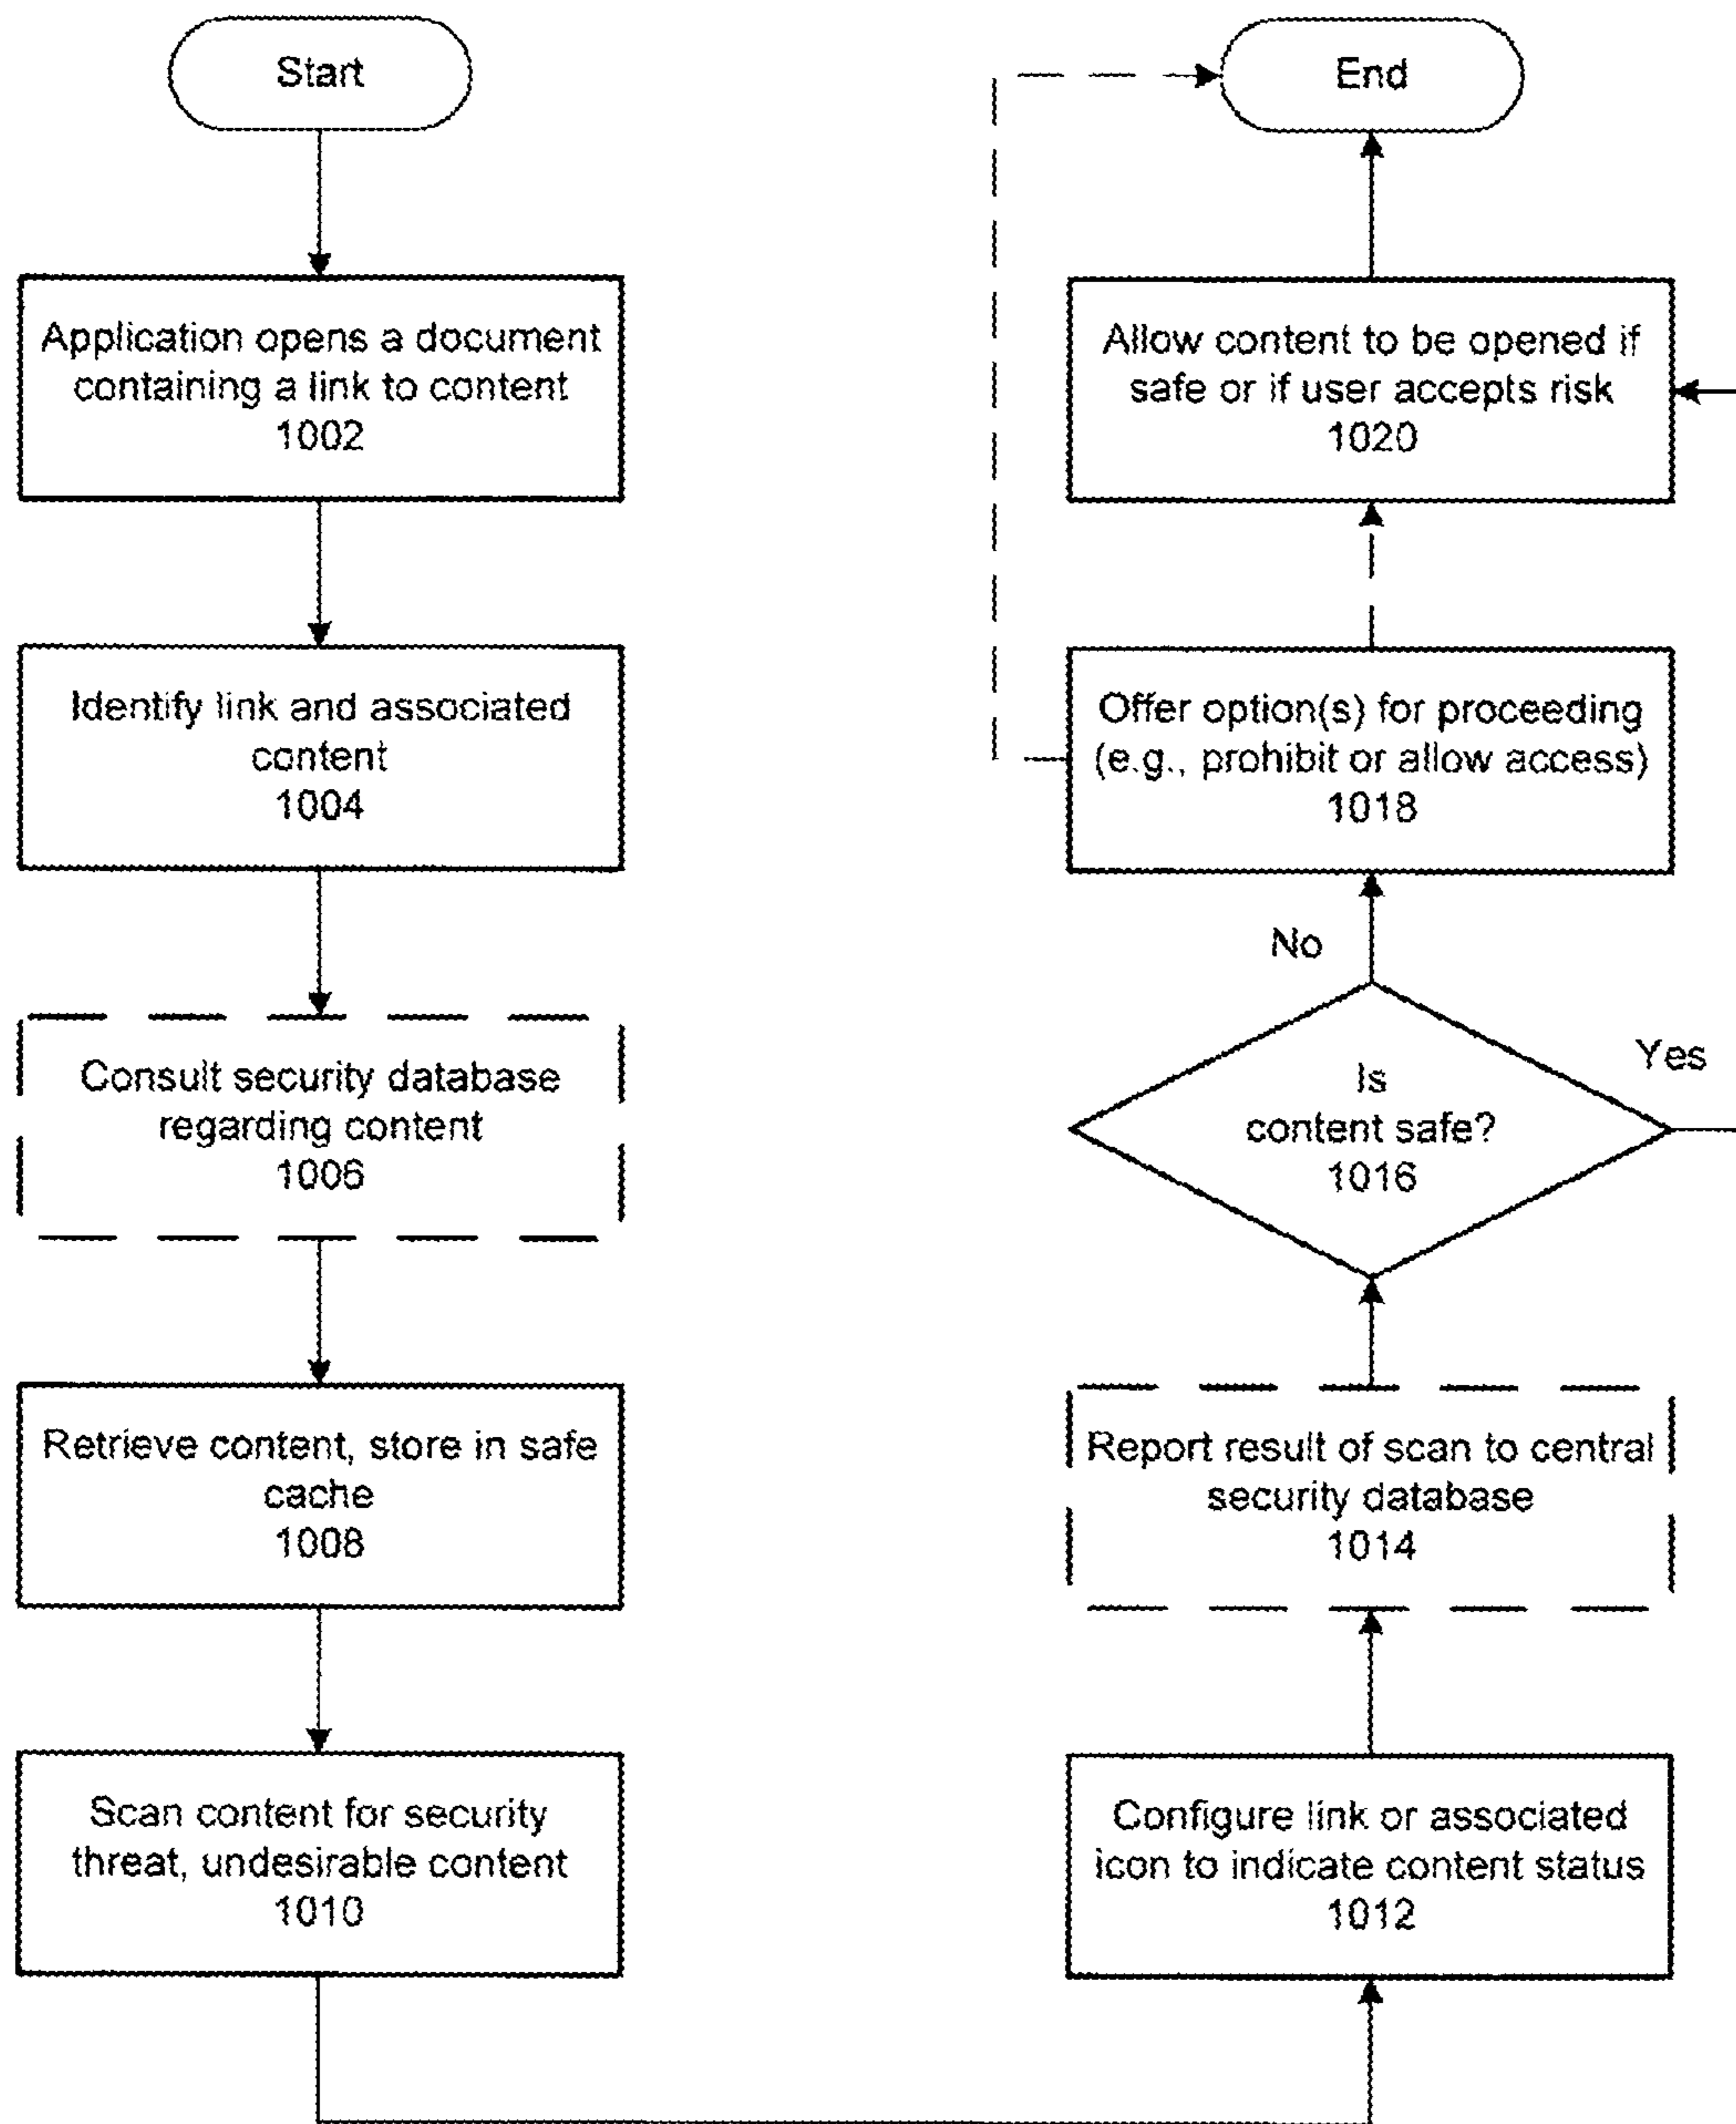 Start
Application opens a document
containing a link to content
1002
Identify link and associated
content
1004
Consult security database
regarding content
1006
Retrieve content, store in safe
cache
1008
Scan content for security
threat, undesirable content
1010
End
Allow content to be opened if
safe or if user accepts risk
1020
Offer option(s) for proceeding
(e.g., prohibit or allow access)
1018
No
Yes
Is
content safe?
1016
Report result of scan to central
security database
1014
Configure link or associated
icon to indicate content status
1012